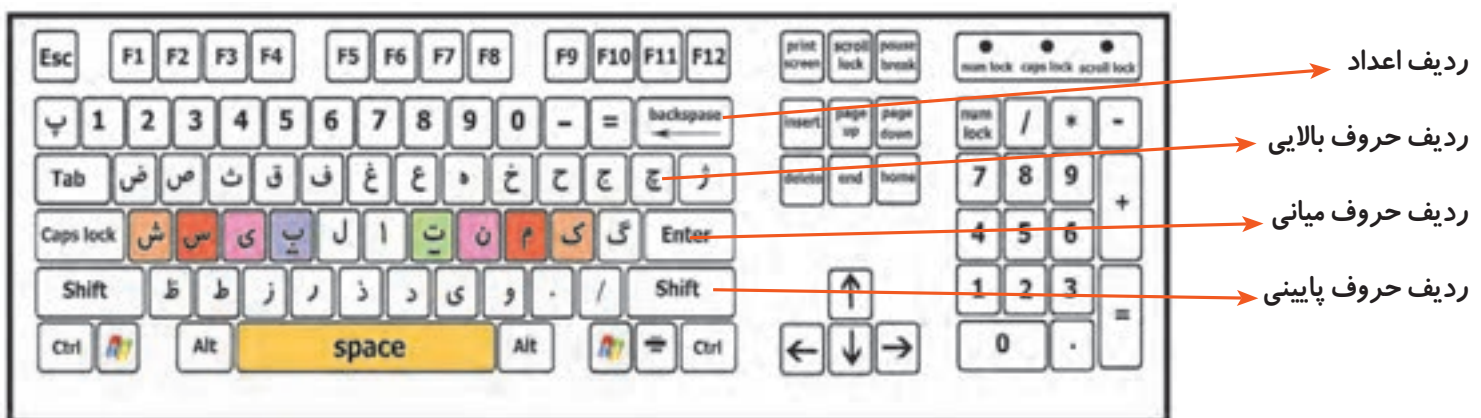 Esc F1 F2 F3 F4 F5 F6 F7 F8 F9 F10 F11 F12 print screen scroll lock pause break num lock caps lock scroll lock
ردیف اعداد
پ 1 2 3 4 5 6 7 8 9 0 - = backspase insert page up page down num lock / * -
ردیف حروف بالایی
Tab ض ص ث ق ف غ ع ه خ ح ج چ ژ delete end home 7 8 9 +
ردیف حروف میانی
Caps lock ش س ی ب ل ا ت ن م ک گ Enter 4 5 6
ردیف حروف پایینی
Shift ظ ط ز ر ذ د ی و . / Shift ↑ 1 2 3 =
Ctrl Alt space Alt Ctrl ← ↓ → 0 .